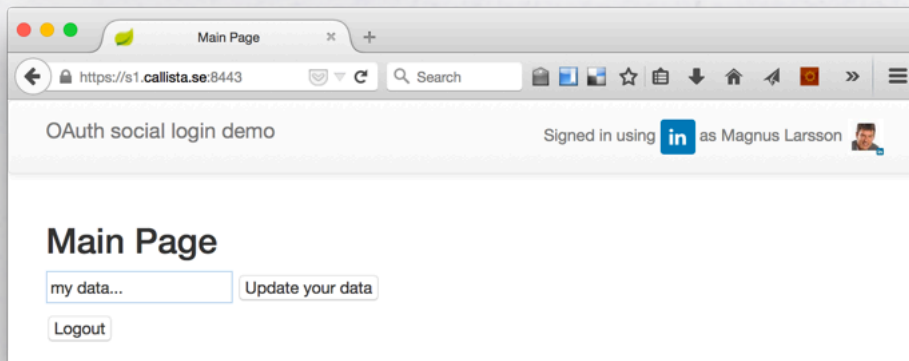 Main Page
https://s1.callista.se:8443
Search
OAuth social login demo
Signed in using in as Magnus Larsson
Main Page
my data...
Update your data
Logout